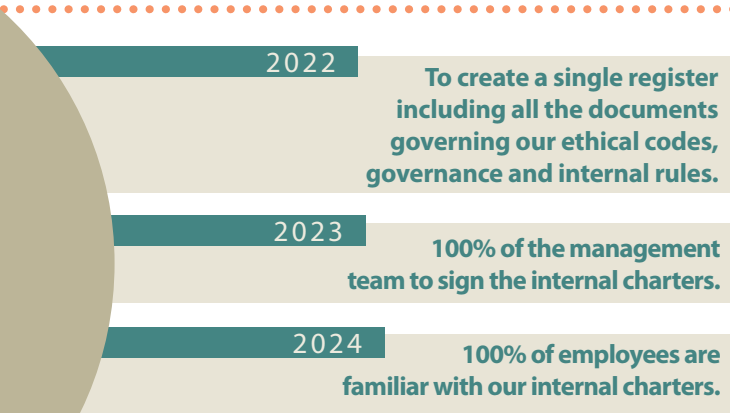 2022
To create a single register
including all the documents
governing our ethical codes,
governance and internal rules.
2023
100% of the management
team to sign the internal charters.
2024
100% of employees are
familiar with our internal charters.